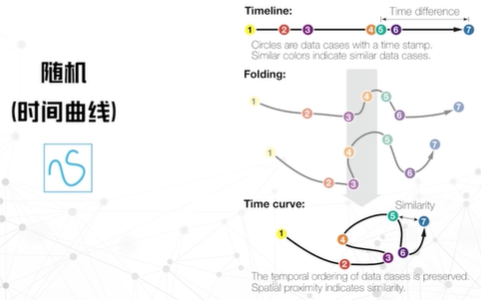 随机
(时间曲线)
Timeline:
Time difference
1 2 3 4 5 6 7
Circles are data cases with a time stamp.
Similar colors indicate similar data cases.
Folding:
1 2 3 4 5 6 7
1 2 3 4 5 6 7
Time curve:
Similarity
1 2 3 4 5 6 7
The temporal ordering of data cases is preserved.
Spatial proximity indicates similarity.